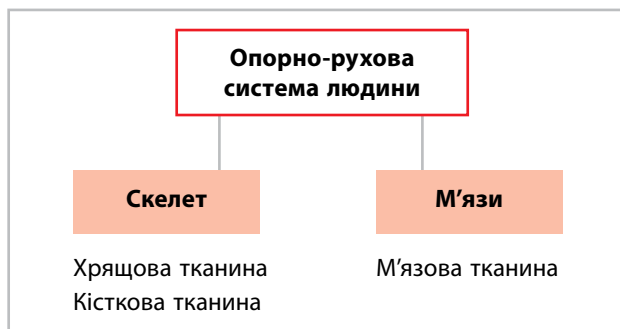 Опорно-рухова
система людини
Скелет
М’язи
Хрящова тканина
Кісткова тканина
М’язова тканина